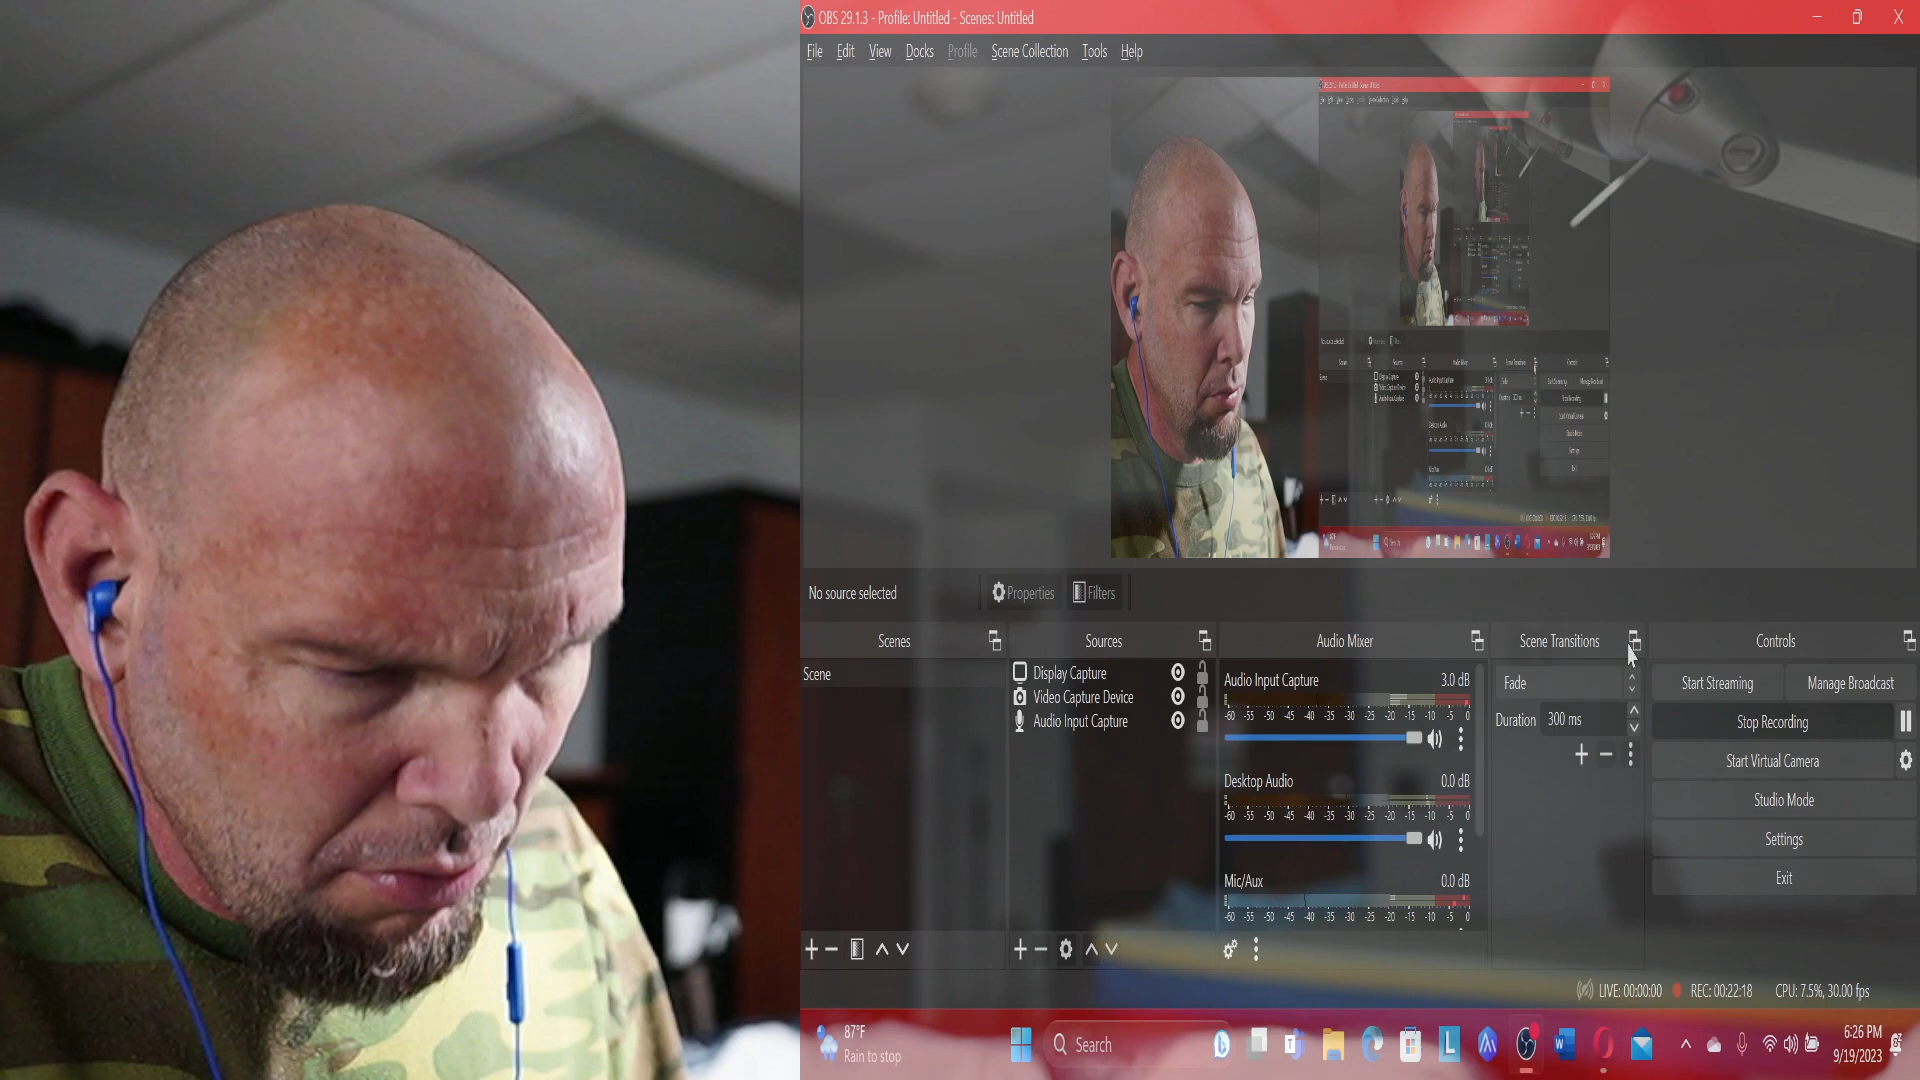 OBS 29.1.3 - Profile: Untitled - Scenes: Untitled
File Edit View Docks Profile Scene Collection Tools Help
No source selected
Properties
Filters
Scenes
Scene
Sources
Display Capture
Video Capture Device
Audio Input Capture
Audio Mixer
Audio Input Capture 3.0 dB
-60 -55 -50 -45 -40 -35 -30 -25 -20 -15 -10 -5 0
Desktop Audio 0.0 dB
-60 -55 -50 -45 -40 -35 -30 -25 -20 -15 -10 -5 0
Mic/Aux 0.0 dB
-60 -55 -50 -45 -40 -35 -30 -25 -20 -15 -10 -5 0
Scene Transitions
Fade
Duration 300 ms
Controls
Start Streaming
Manage Broadcast
Stop Recording
Start Virtual Camera
Studio Mode
Settings
Exit
LIVE: 00:00:00 REC: 00:22:18 CPU: 7.5%, 30.00 fps
87°F
Rain to stop
Search
6:26 PM
9/19/2023